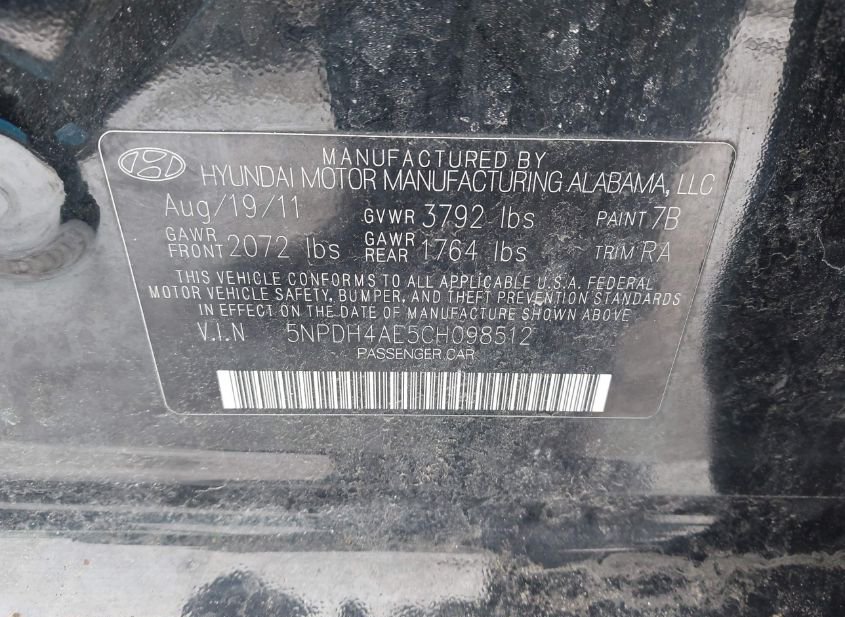 MANUFACTURED BY
HYUNDAI MOTOR MANUFACTURING ALABAMA, LLC
Aug/19/11 GVWR 3792 lbs PAINT 7B
GAWR FRONT 2072 lbs GAWR REAR 1764 lbs TRIM RA
THIS VEHICLE CONFORMS TO ALL APPLICABLE U.S.A. FEDERAL
MOTOR VEHICLE SAFETY, BUMPER, AND THEFT PREVENTION STANDARDS
IN EFFECT ON THE DATE OF MANUFACTURE SHOWN ABOVE
V.I.N 5NPDH4AE5CH098512
PASSENGER CAR